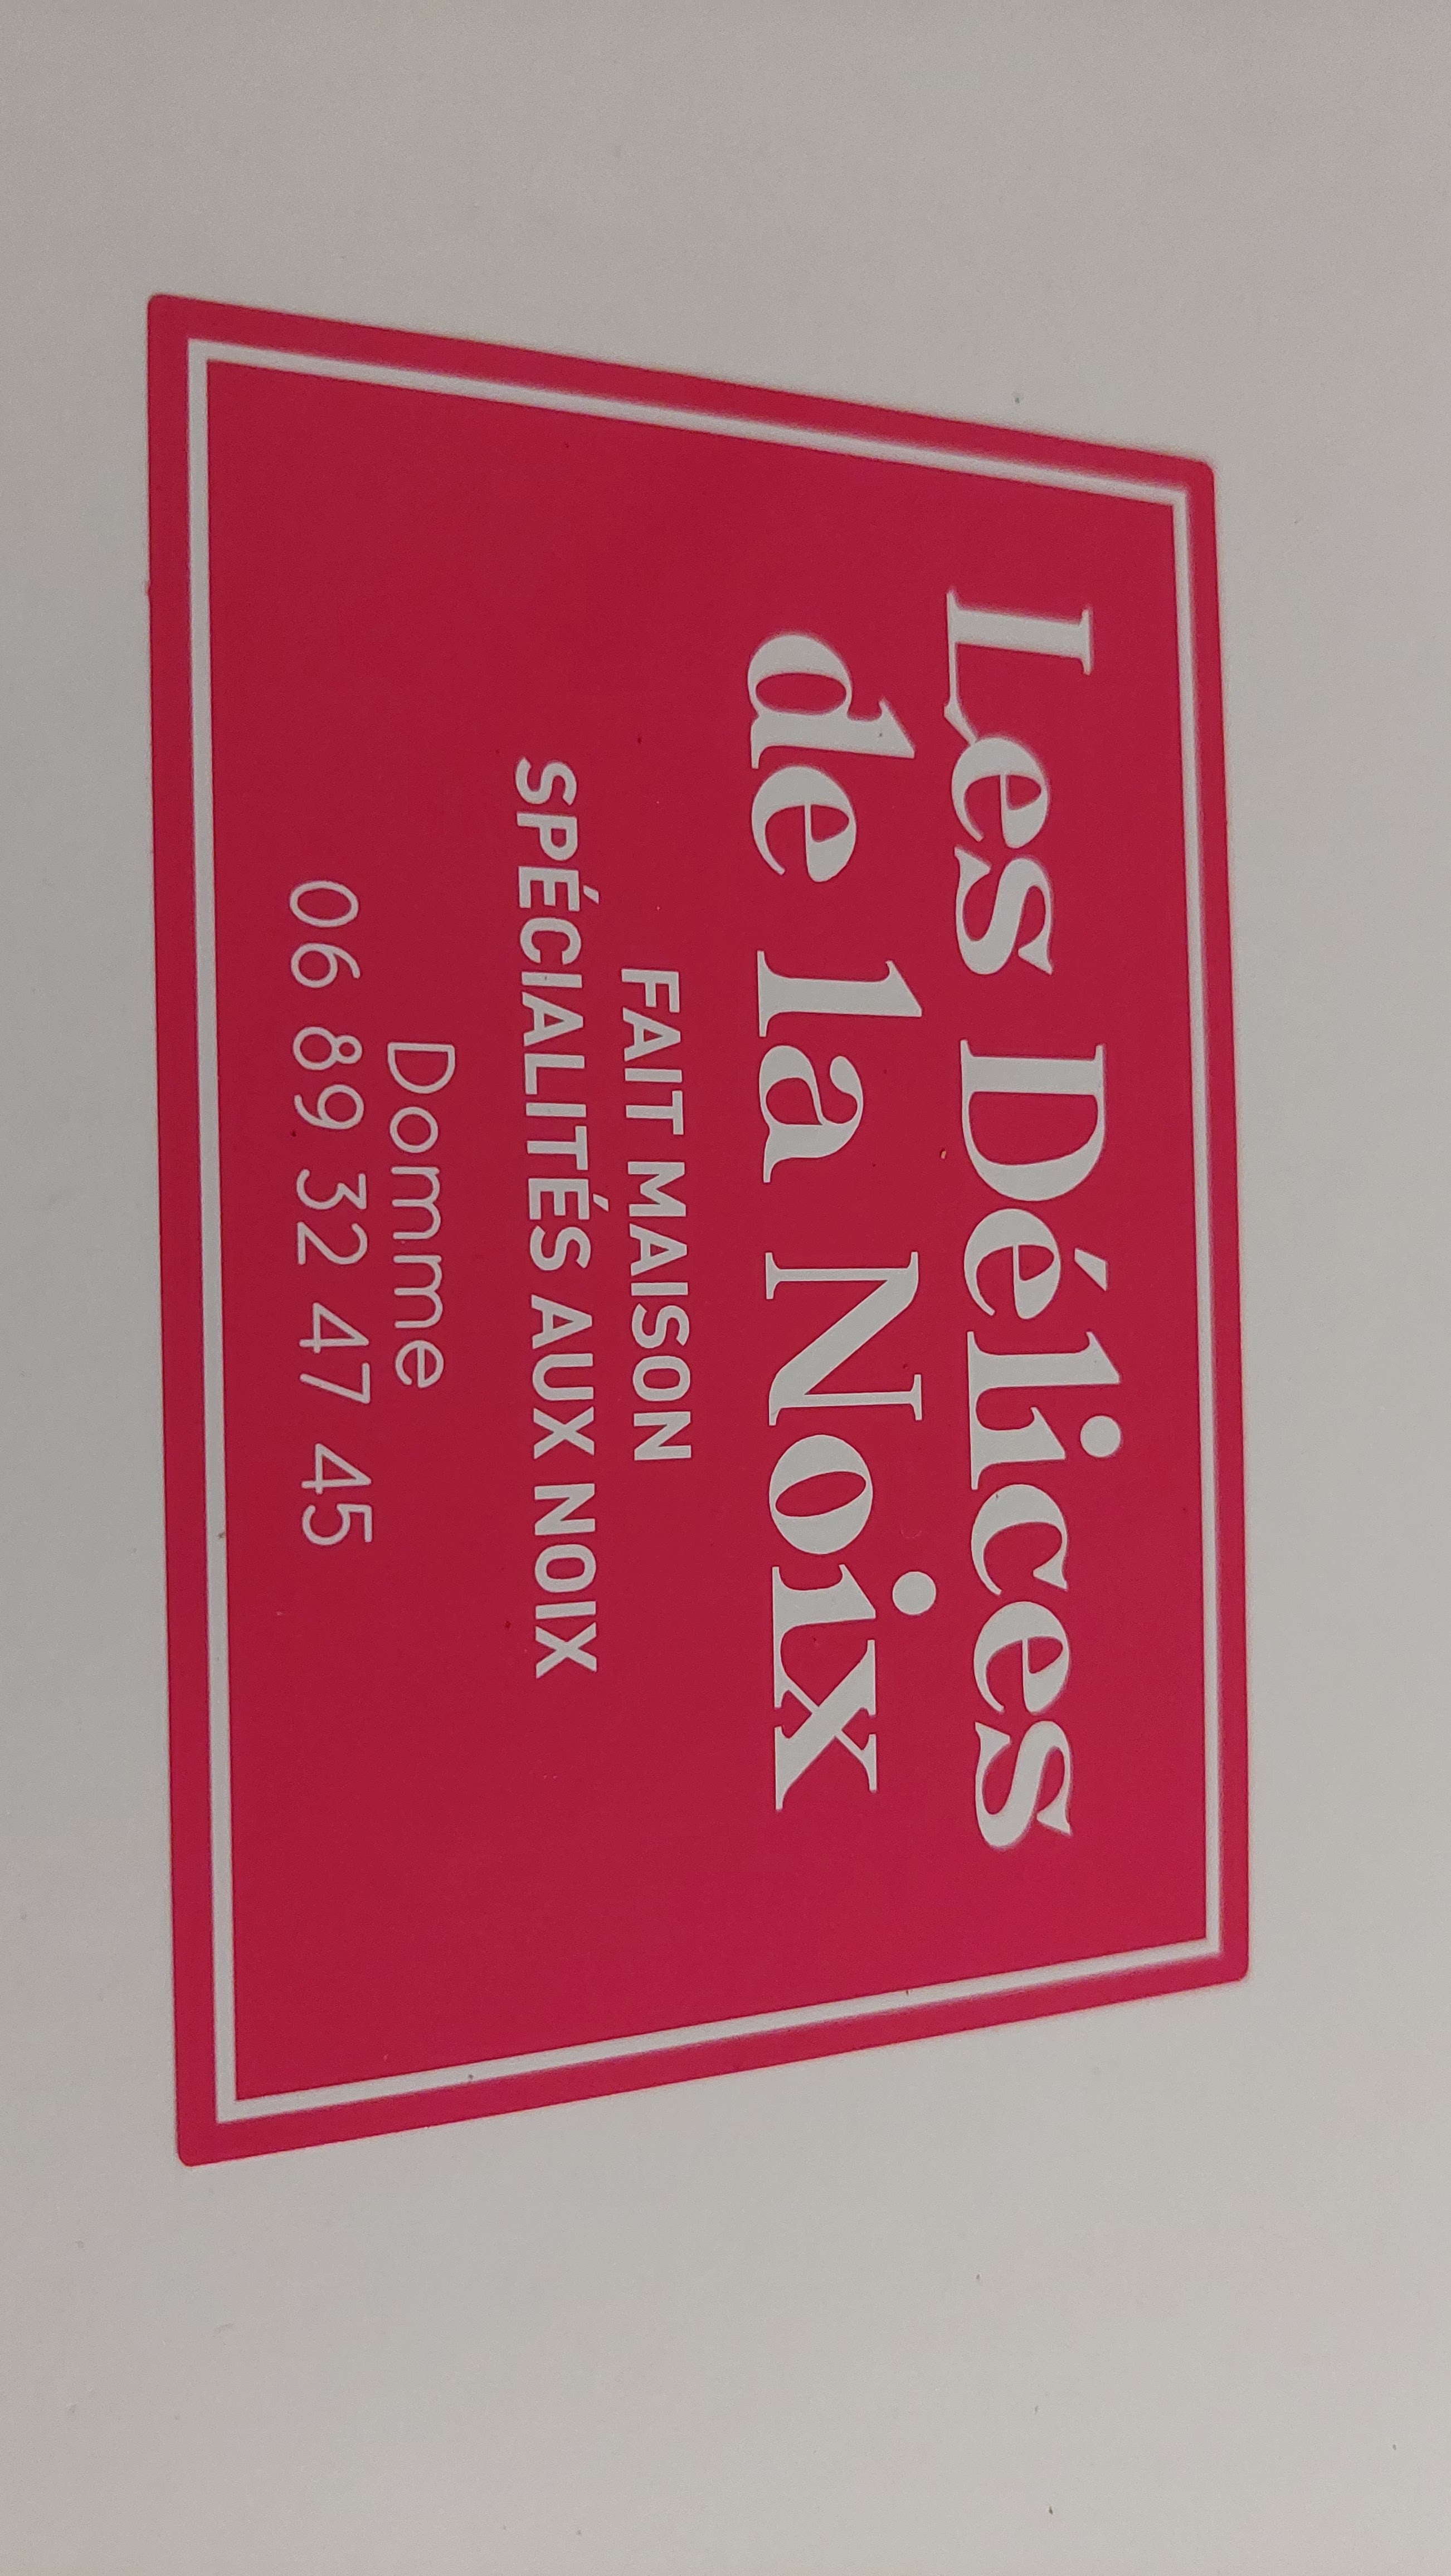 Les Délices
de la Noix
FAIT MAISON
SPÉCIALITÉS AUX NOIX
Domme
06 89 32 47 45